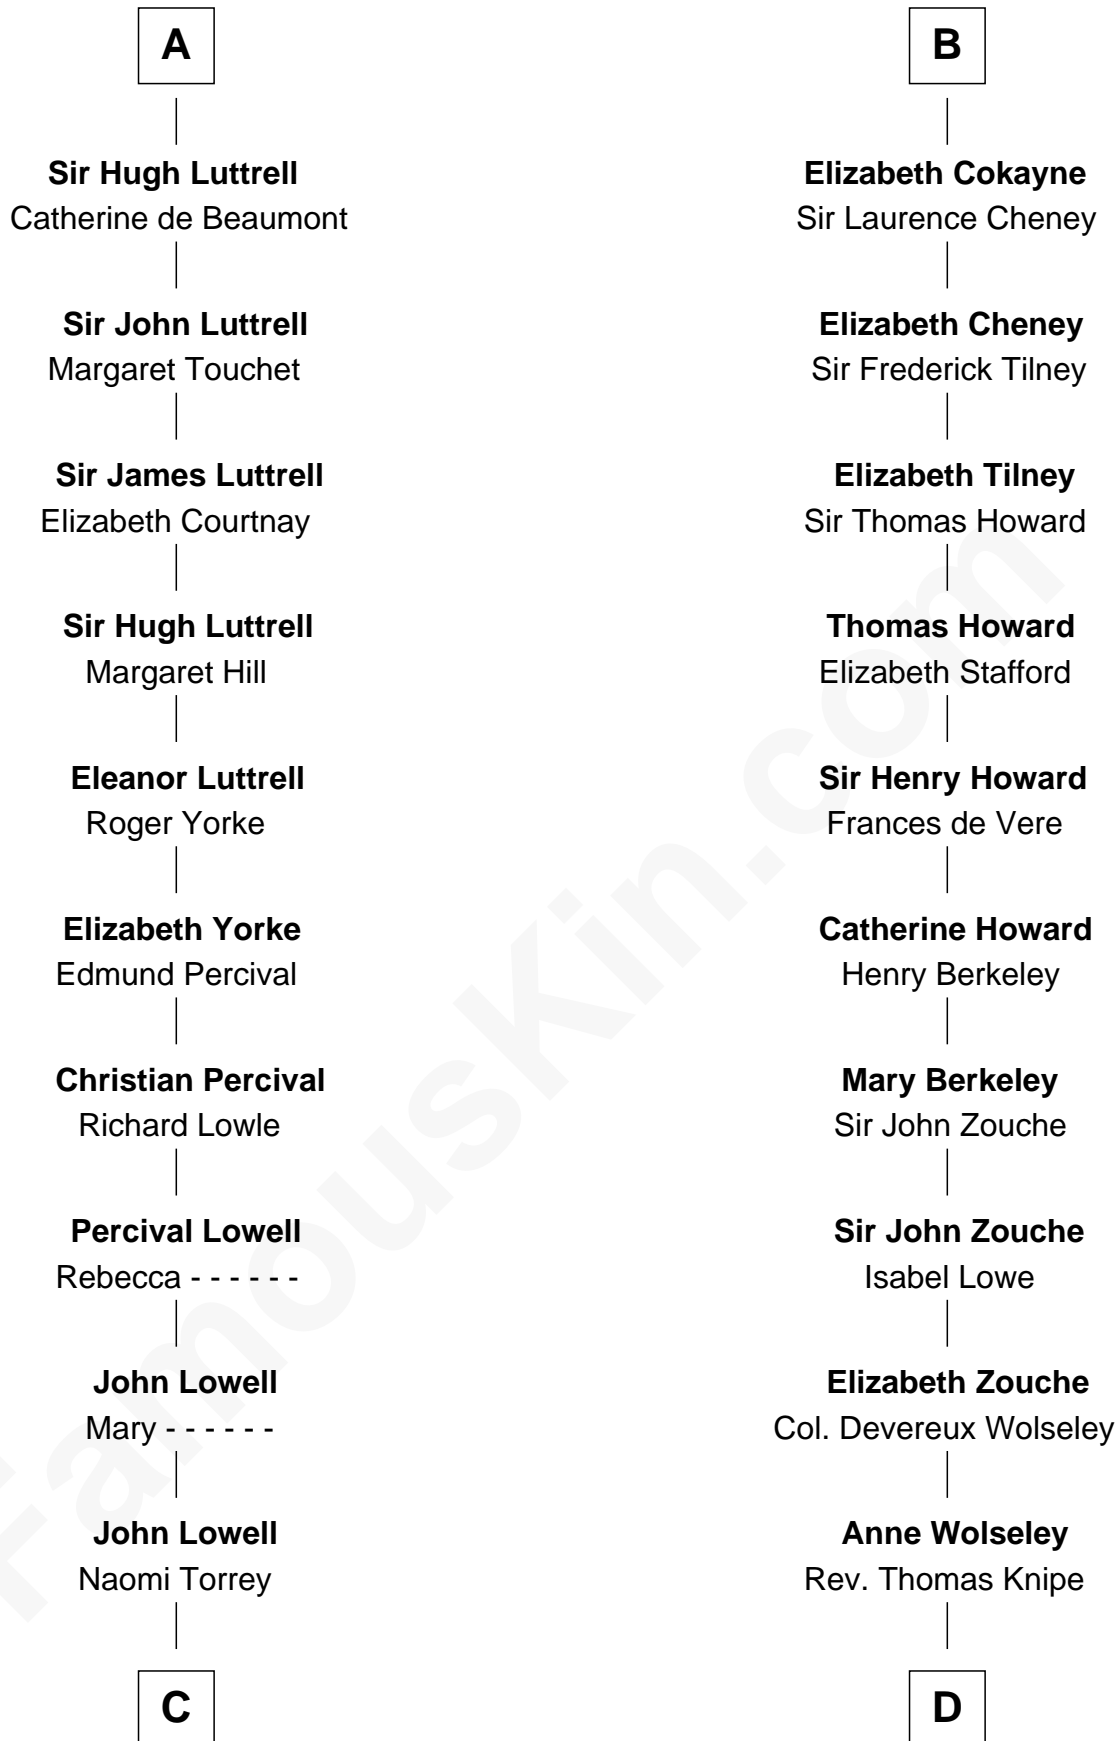 A
Sir Hugh Luttrell
Catherine de Beaumont
Sir John Luttrell
Margaret Touchet
Sir James Luttrell
Elizabeth Courtnay
Sir Hugh Luttrell
Margaret Hill
Eleanor Luttrell
Roger Yorke
Elizabeth Yorke
Edmund Percival
Christian Percival
Richard Lowle
Percival Lowell
Rebecca - - - - - -
John Lowell
Mary - - - - - -
John Lowell
Naomi Torrey
C
B
Elizabeth Cokayne
Sir Laurence Cheney
Elizabeth Cheney
Sir Frederick Tilney
Elizabeth Tilney
Sir Thomas Howard
Thomas Howard
Elizabeth Stafford
Sir Henry Howard
Frances de Vere
Catherine Howard
Henry Berkeley
Mary Berkeley
Sir John Zouche
Sir John Zouche
Isabel Lowe
Elizabeth Zouche
Col. Devereux Wolseley
Anne Wolseley
Rev. Thomas Knipe
D
FamousKin.com